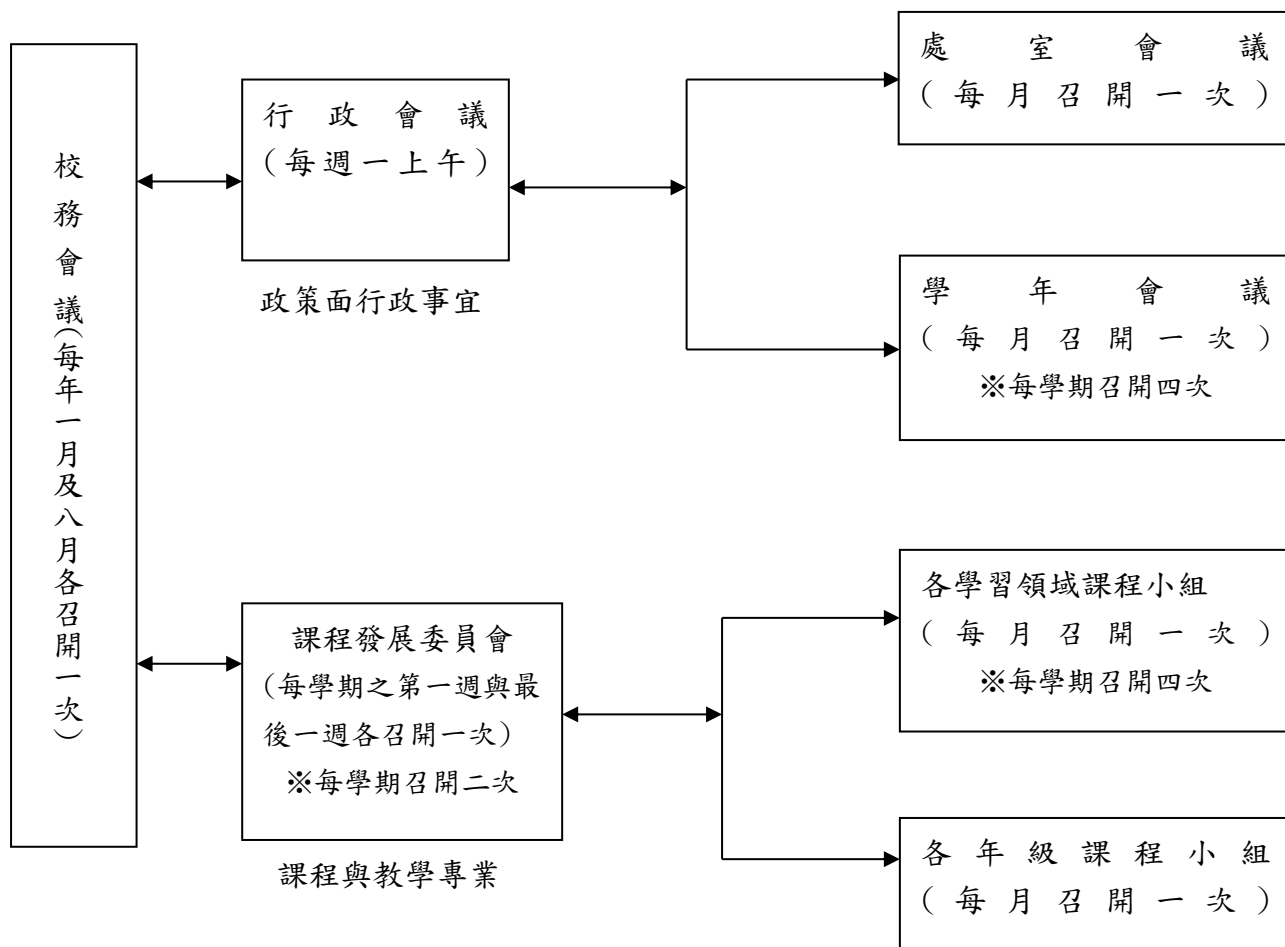 校務會議(每年一月及八月各召開一次)
行政會議
(每週一上午)
政策面行政事宜
處室會議
(每月召開一次)
學年會議
(每月召開一次)
※每學期召開四次
課程發展委員會
(每學期之第一週與最
後一週各召開一次)
※每學期召開二次
課程與教學專業
各學習領域課程小組
(每月召開一次)
※每學期召開四次
各年級課程小組
(每月召開一次)